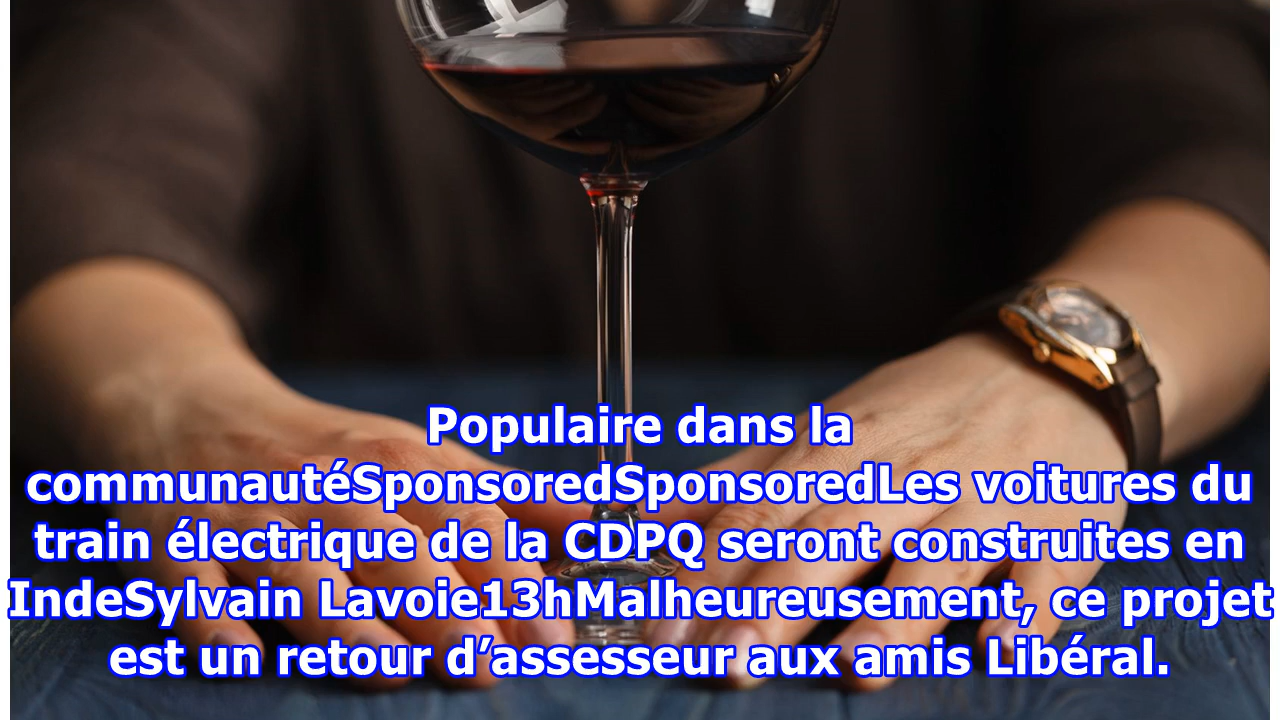 Populaire dans la
communautéSponsoredSponsoredLes voitures du
train électrique de la CDPQ seront construites en
IndeSylvain Lavoie13hMalheureusement, ce projet
est un retour d’assesseur aux amis Libéral.